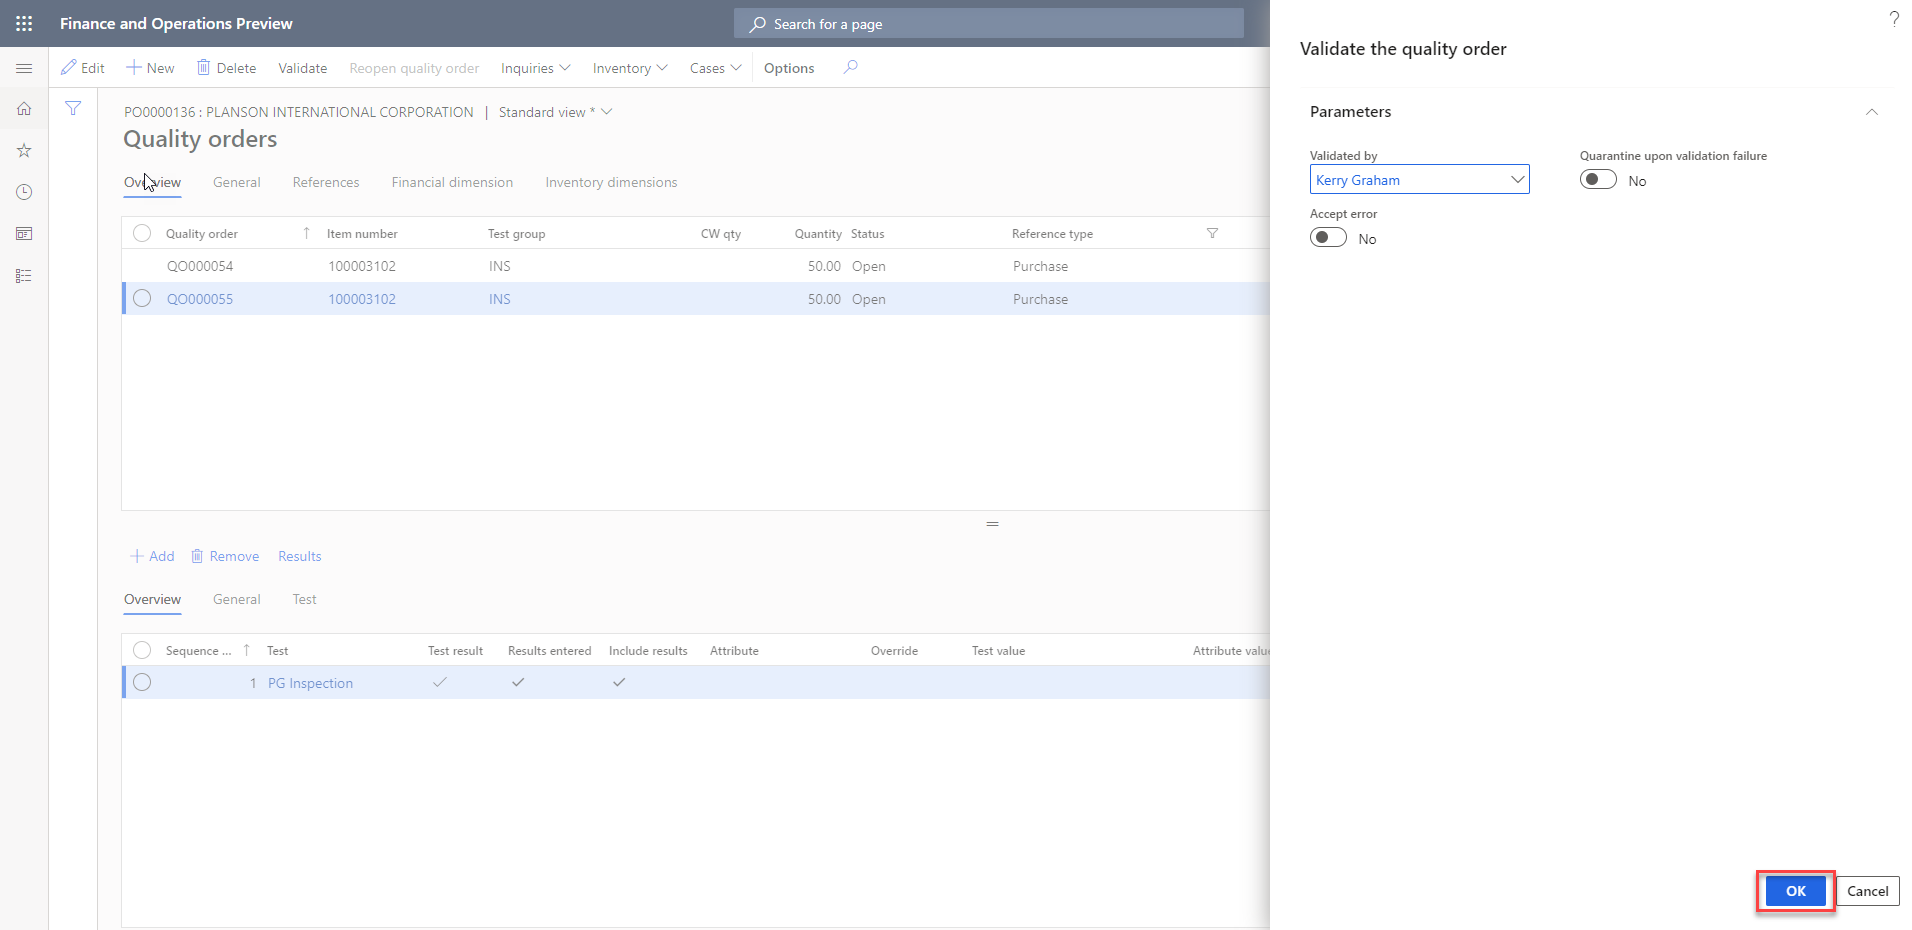 Finance and Operations Preview
Search for a page
?
Edit New Delete Validate Reopen quality order Inquiries Inventory Cases Options
PO0000136 : PLANSON INTERNATIONAL CORPORATION | Standard view *
Quality orders
Overview General References Financial dimension Inventory dimensions
Quality order Item number Test group CW qty Quantity Status Reference type
QO000054 100003102 INS 50.00 Open Purchase
QO000055 100003102 INS 50.00 Open Purchase
Add Remove Results
Overview General Test
Sequence ... Test Test result Results entered Include results Attribute Override Test value Attribute value
1 PG Inspection
Validate the quality order
Parameters
Validated by Quarantine upon validation failure
Kerry Graham No
Accept error
No
OK Cancel